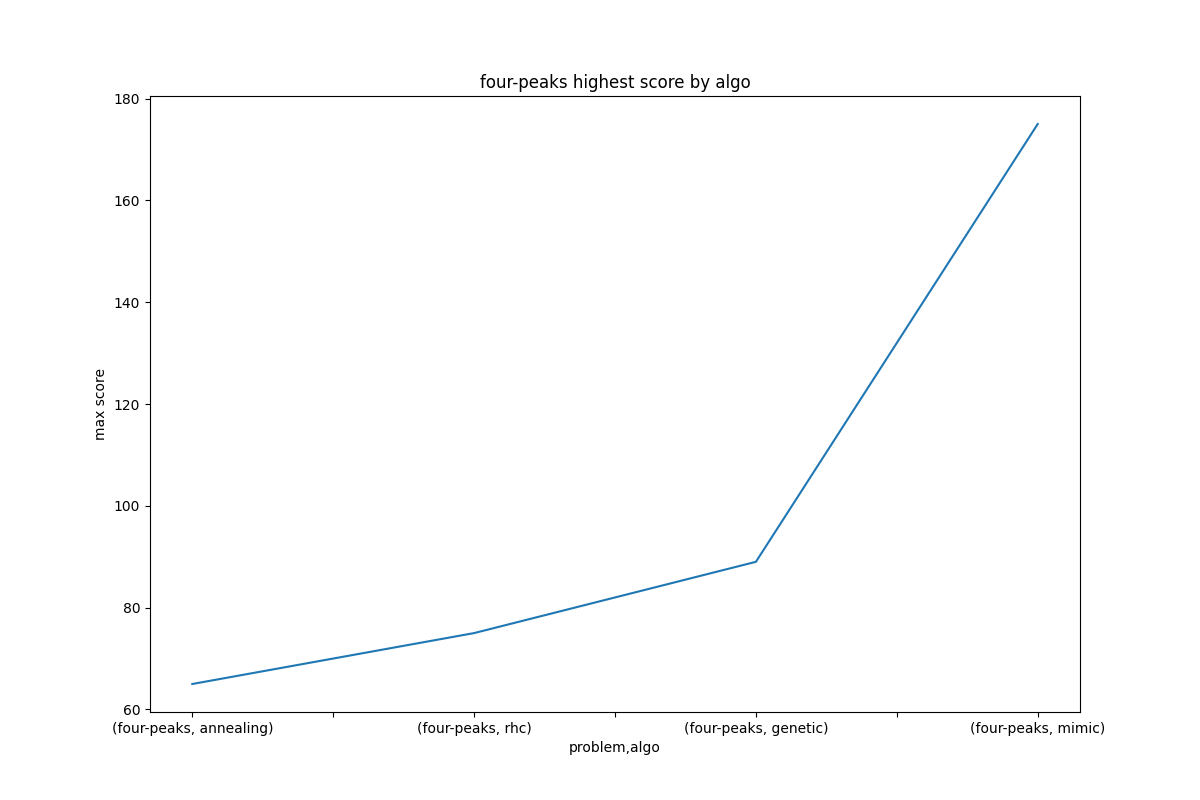 four-peaks highest score by algo
180
160
140
120
100
80
60
max score
(four-peaks, annealing) (four-peaks, rhc) (four-peaks, genetic) (four-peaks, mimic)
problem,algo